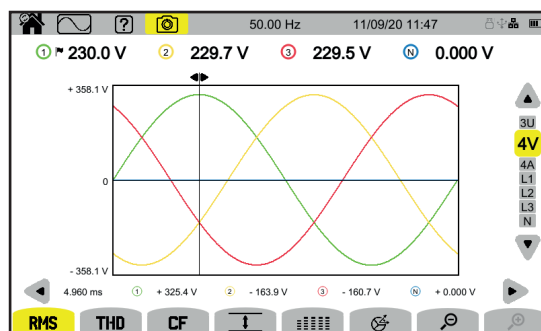 ? 50.00 Hz 11/09/20 11:47
1 230.0 V 2 229.7 V 3 229.5 V N 0.000 V
+ 358.1 V
3U
4V
4A
L1
L2
L3
N
0
- 358.1 V
4.960 ms 1 + 325.4 V 2 - 163.9 V 3 - 160.7 V N + 0.000 V
RMS THD CF